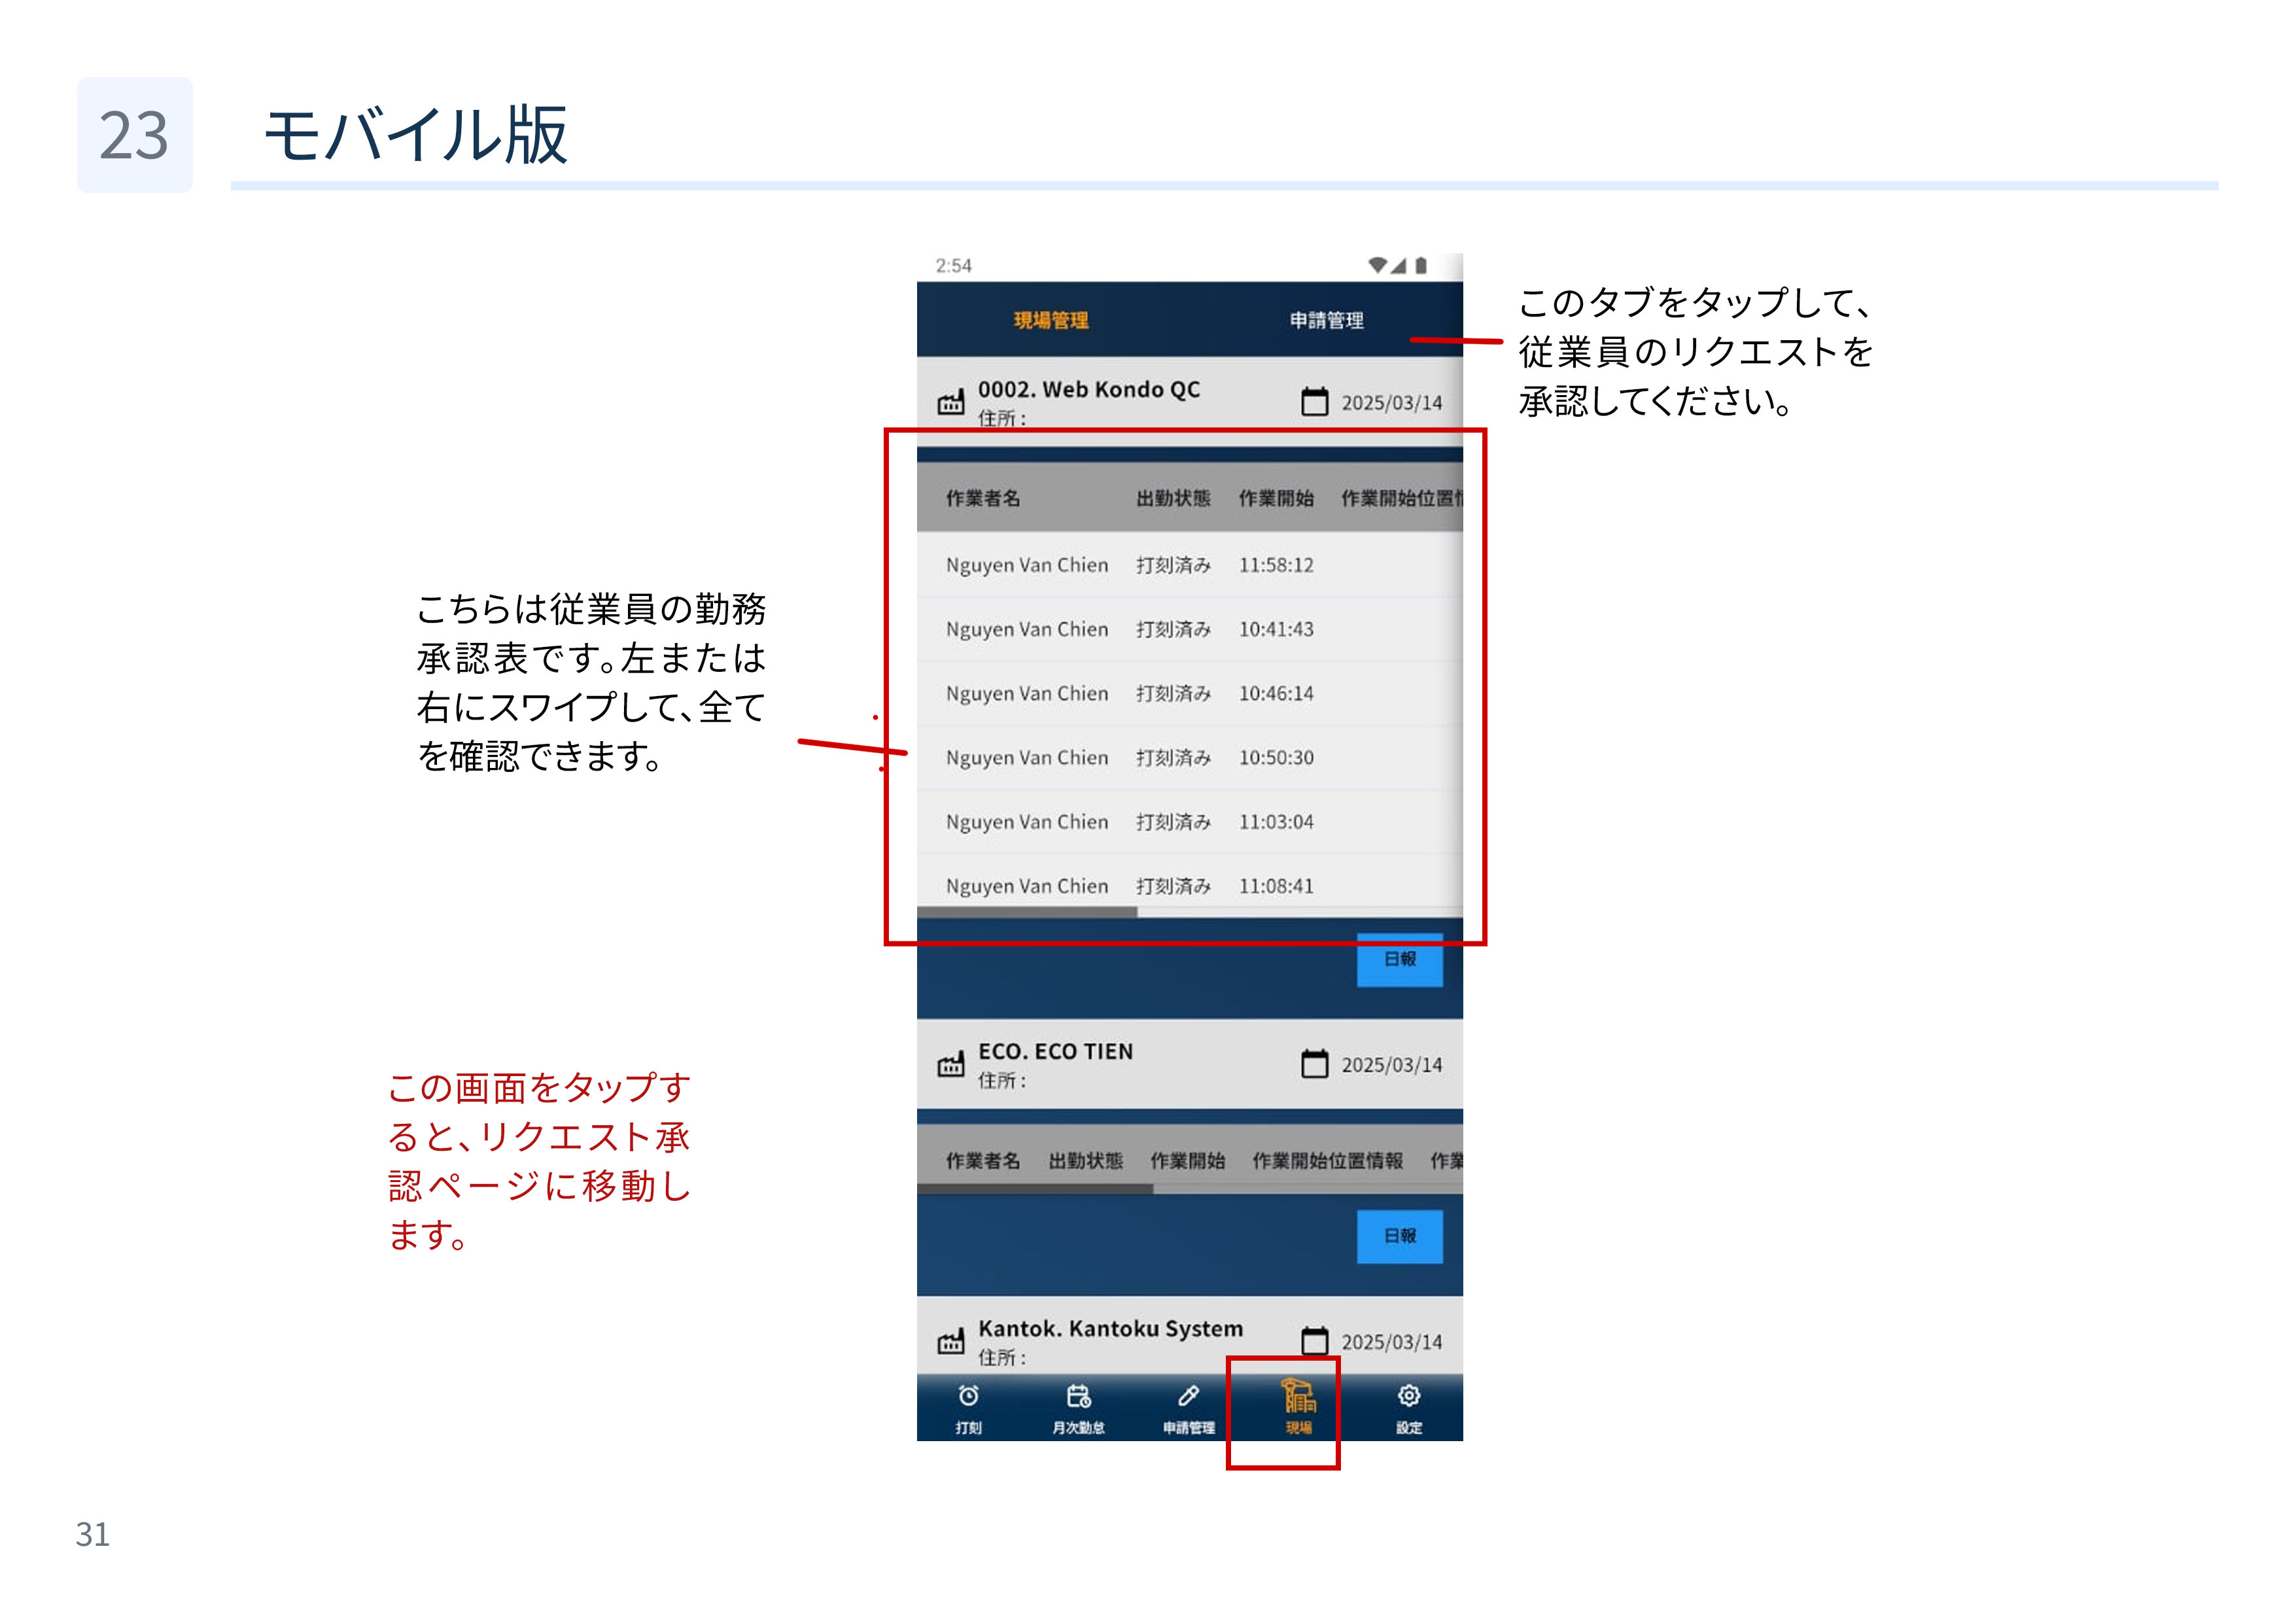 23
モバイル版
2:54
現場管理
申請管理
このタブをタップして、
従業員のリクエストを
承認してください。
0002. Web Kondo QC
住所 :
2025/03/14
作業者名 出勤状態 作業開始 作業開始位置
Nguyen Van Chien 打刻済み 11:58:12
Nguyen Van Chien 打刻済み 10:41:43
Nguyen Van Chien 打刻済み 10:46:14
Nguyen Van Chien 打刻済み 10:50:30
Nguyen Van Chien 打刻済み 11:03:04
Nguyen Van Chien 打刻済み 11:08:41
こちらは従業員の勤務
承認表です。左または
右にスワイプして、全て
を確認できます。
日報
ECO. ECO TIEN
住所 :
2025/03/14
作業者名 出勤状態 作業開始 作業開始位置情報 作業
日報
この画面をタップす
ると、リクエスト承
認ページに移動し
ます。
Kantok. Kantoku System
住所 :
2025/03/14
打刻 月次勤怠 申請管理 現場 設定
31